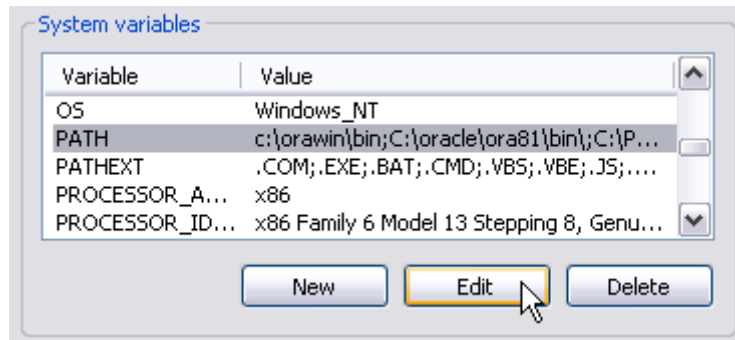 System variables
Variable Value
OS Windows_NT
PATH c:\orawin\bin;C:\oracle\ora81\bin\;C:\P...
PATHEXT .COM;.EXE;.BAT;.CMD;.VBS;.VBE;.JS;....
PROCESSOR_A... x86
PROCESSOR_ID... x86 Family 6 Model 13 Stepping 8, Genu...
New Edit Delete